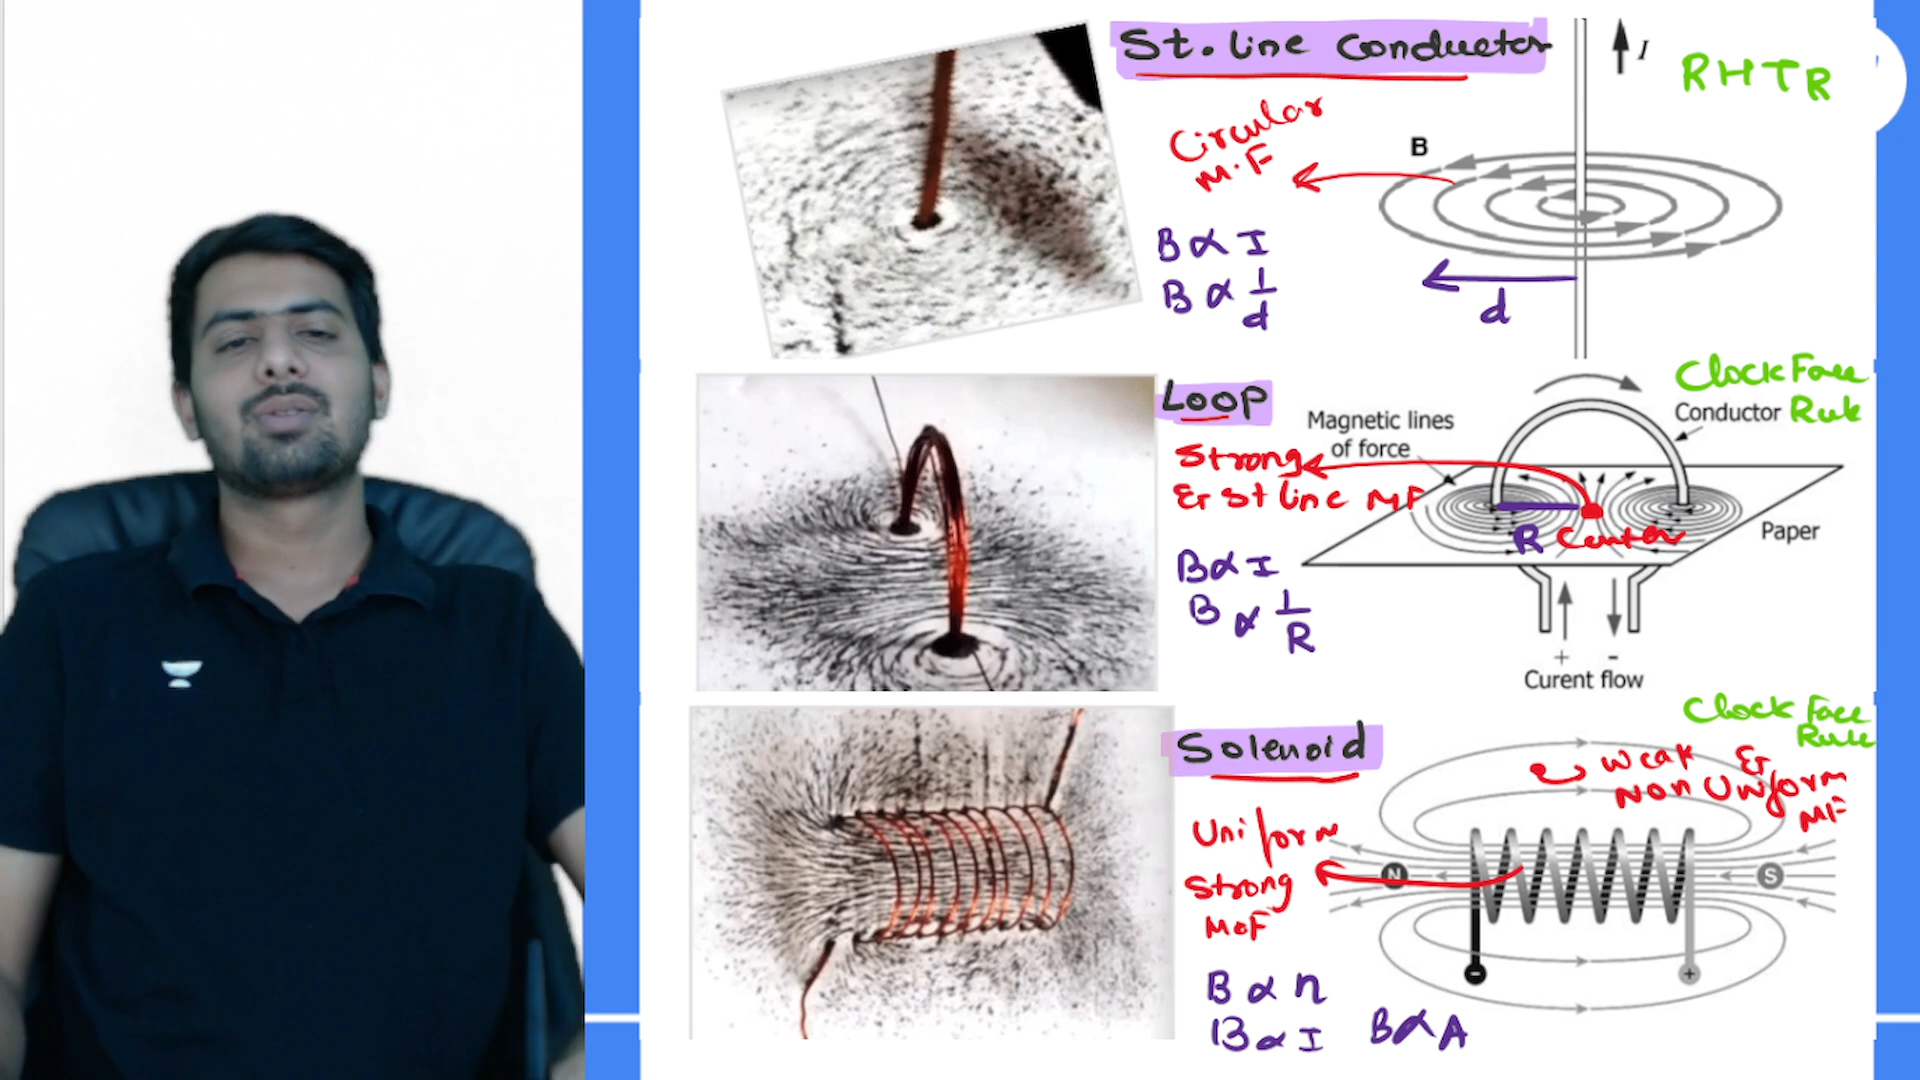 St. line Conductor
I
RHTR
Circular
M.F
B
B ∝ I
B ∝ 1/d
d
Loop
Clock Face
Rule
Magnetic lines
of force
Conductor
Strong
& st line MF
R Center
Paper
B ∝ I
B ∝ 1/R
+ -
Curent flow
Solenoid
Clock Face
Rule
Weak &
Non Uniform
MF
Uniform
Strong
M.F
N
S
- +
B ∝ n
B ∝ I B ∝ A